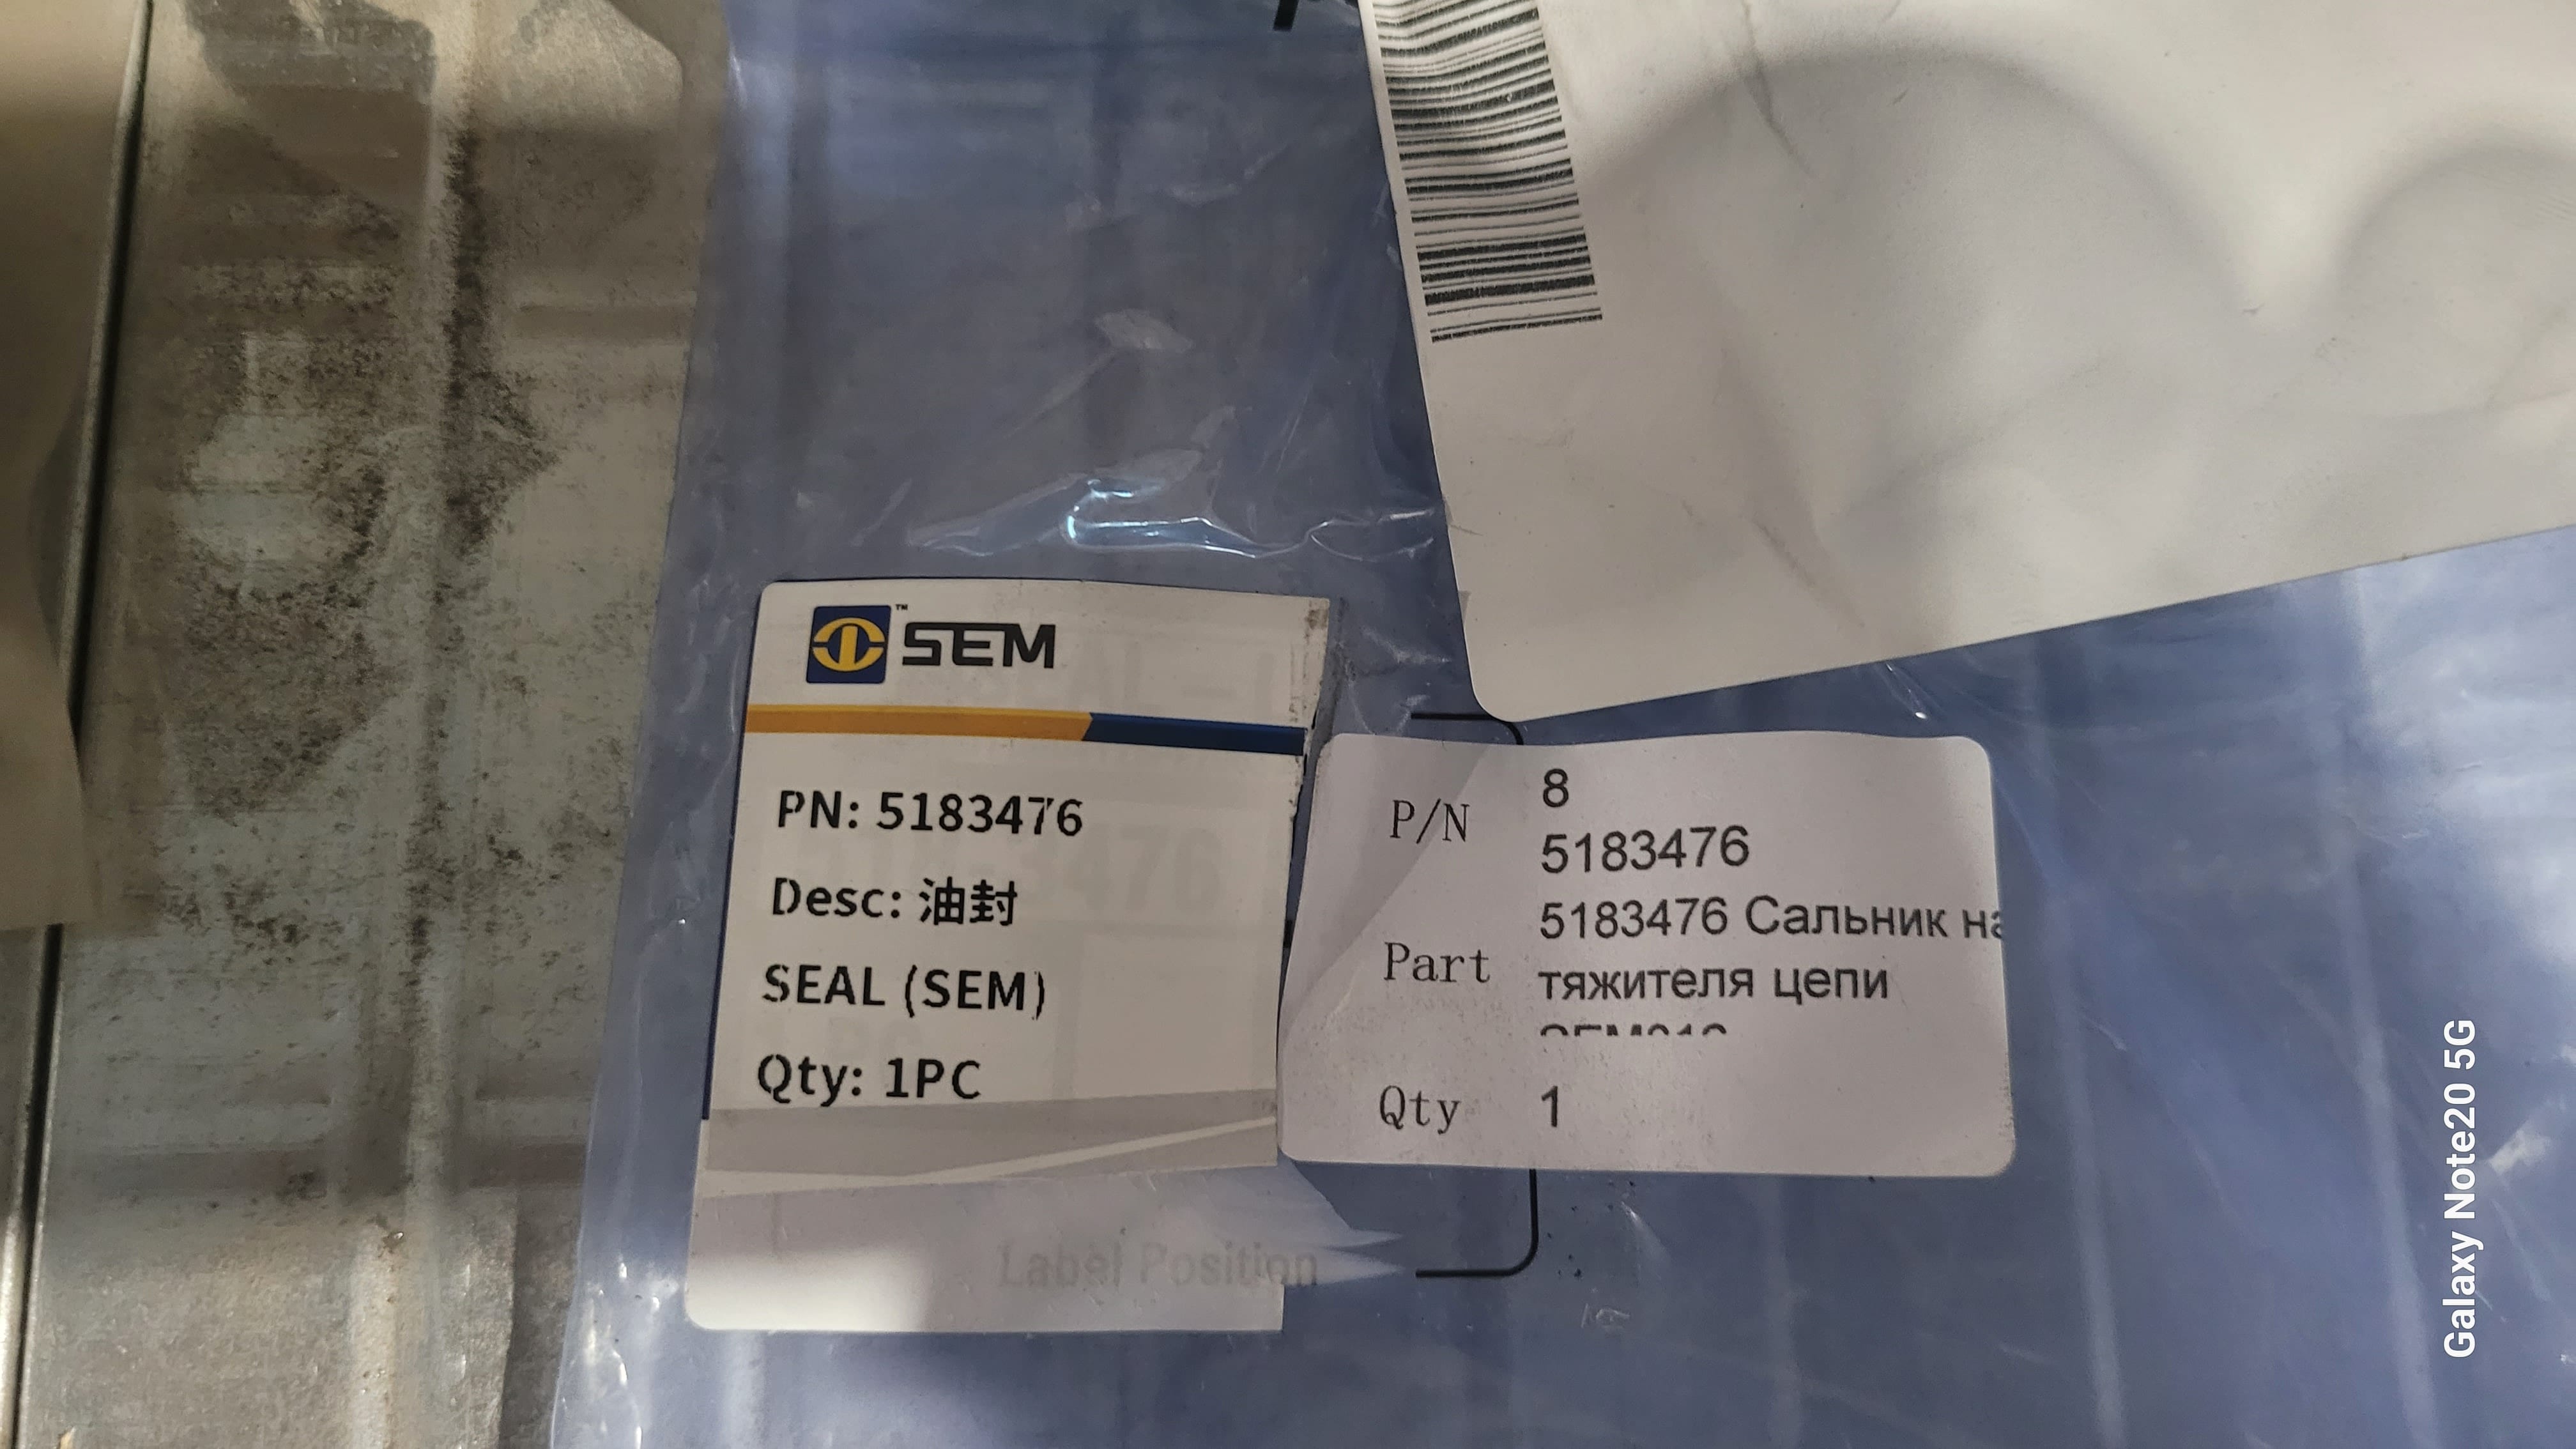 ™
SEM
PN: 5183476
Desc: 油封
SEAL (SEM)
Qty: 1PC
Label Position
P/N
8
5183476
Part
5183476 Сальник на
тяжителя цепи
Qty
1
Galaxy Note20 5G